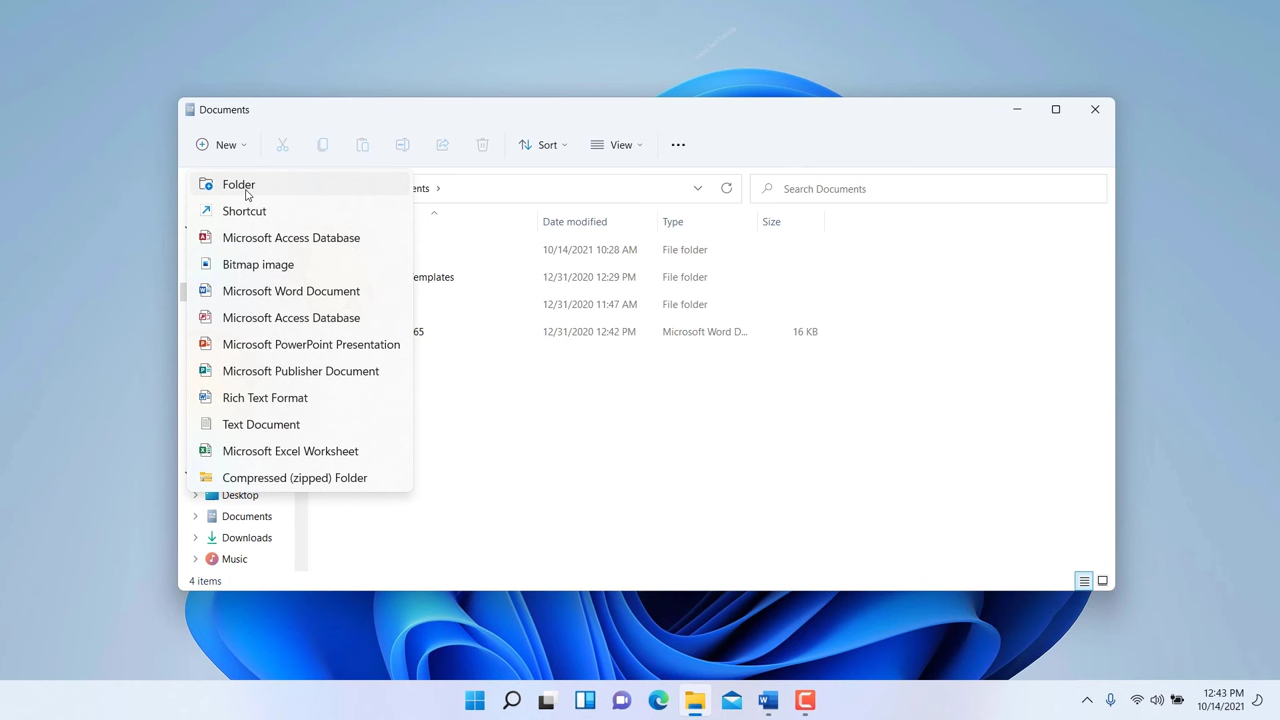 Documents
New
Sort
View
ents
Search Documents
Folder
Shortcut
Microsoft Access Database
Bitmap image
Microsoft Word Document
Microsoft Access Database
Microsoft PowerPoint Presentation
Microsoft Publisher Document
Rich Text Format
Text Document
Microsoft Excel Worksheet
Compressed (zipped) Folder
Date modified Type Size
10/14/2021 10:28 AM File folder
emplates 12/31/2020 12:29 PM File folder
12/31/2020 11:47 AM File folder
65 12/31/2020 12:42 PM Microsoft Word D... 16 KB
Desktop
Documents
Downloads
Music
4 items
12:43 PM
10/14/2021